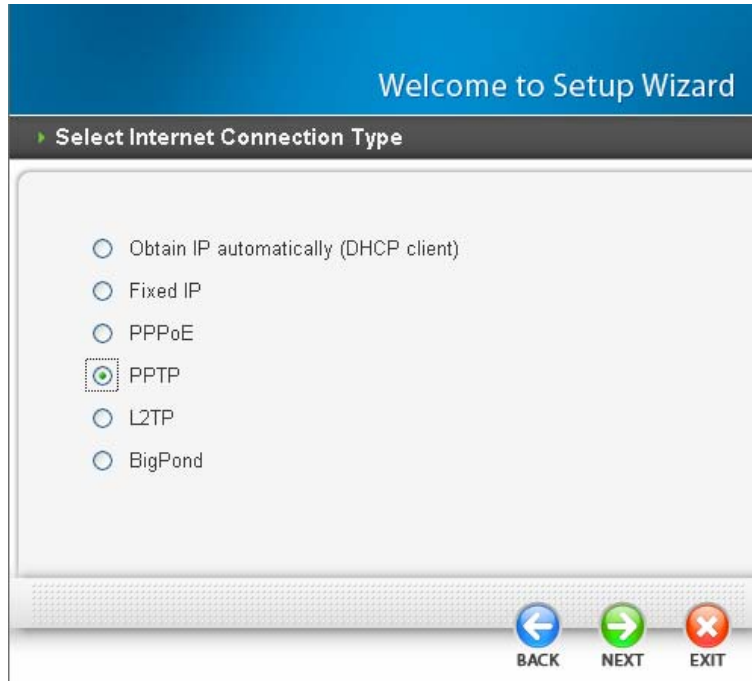 Welcome to Setup Wizard
Select Internet Connection Type
Obtain IP automatically (DHCP client)
Fixed IP
PPPoE
PPTP
L2TP
BigPond
BACK NEXT EXIT